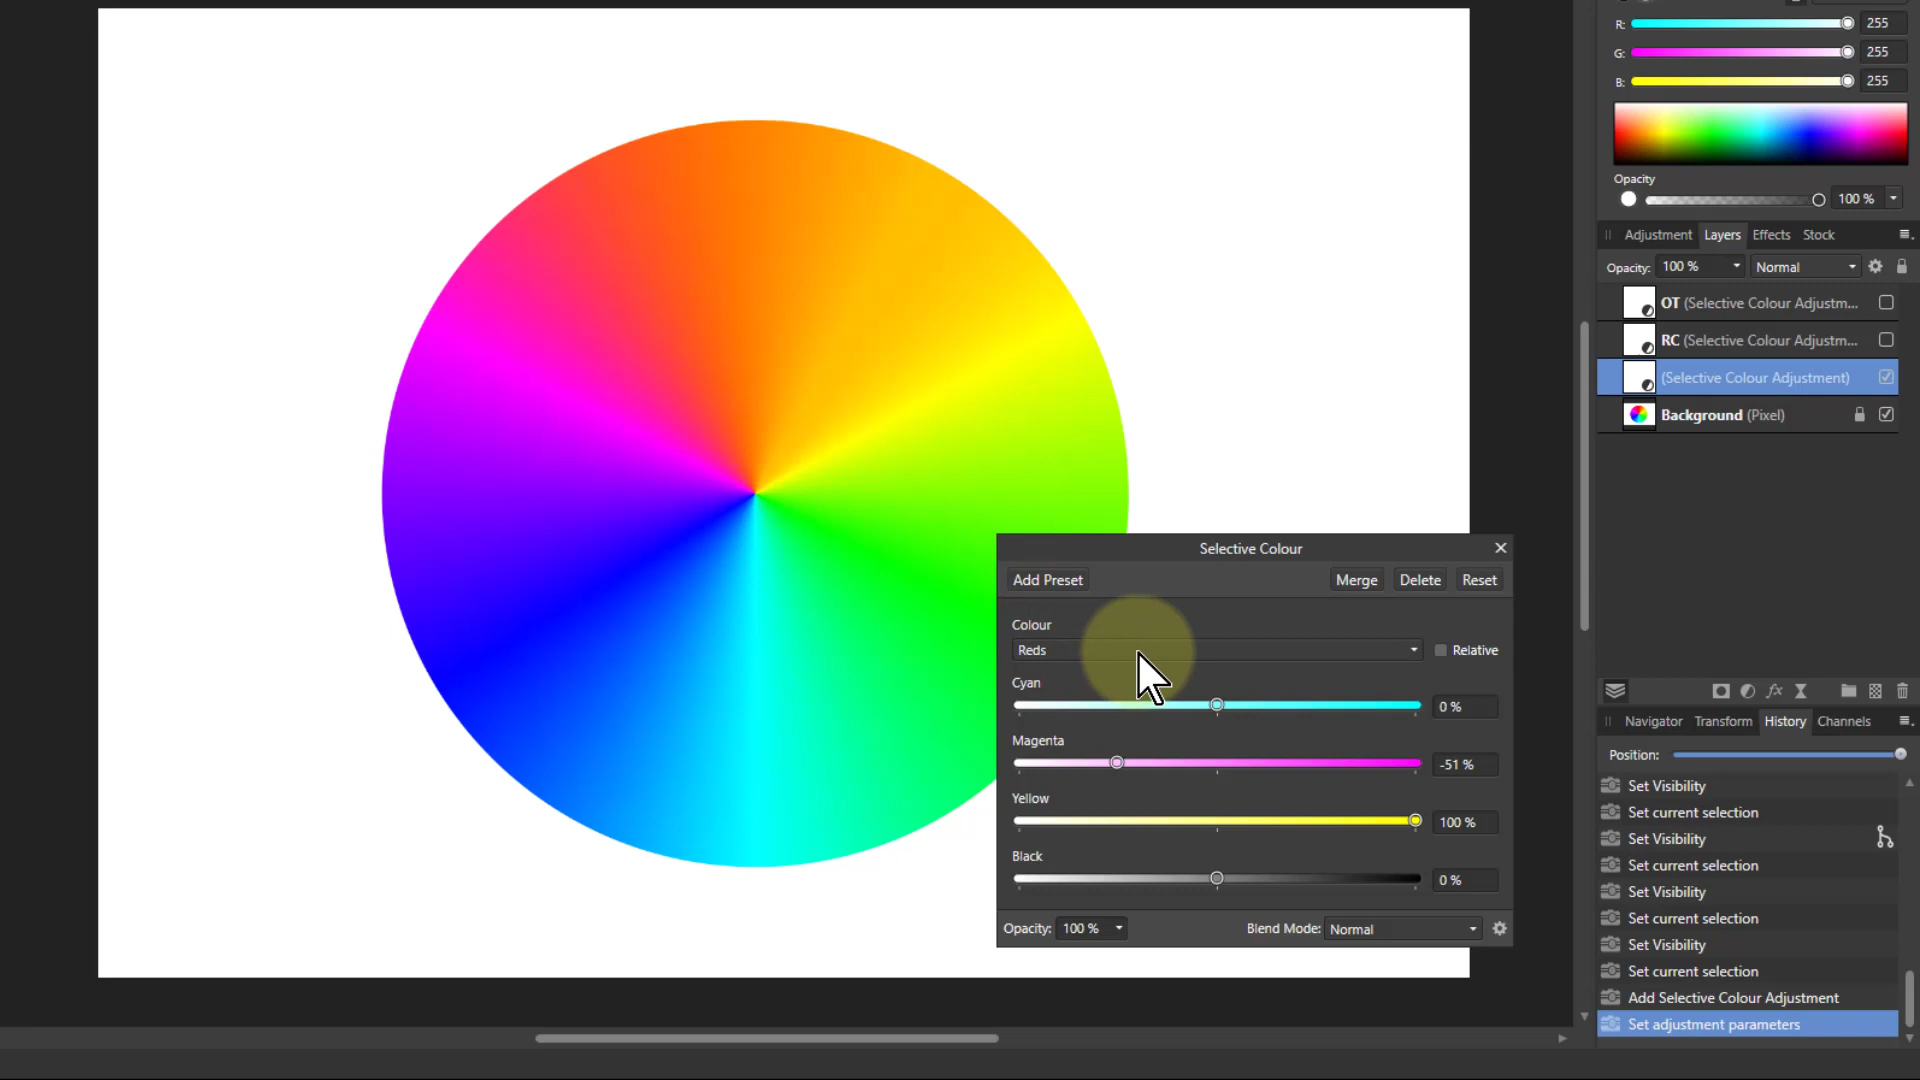 R: 255
G: 255
B: 255
Opacity
100 %
Adjustment Layers Effects Stock
Opacity: 100 % Normal
OT (Selective Colour Adjustm...
RC (Selective Colour Adjustm...
(Selective Colour Adjustment)
Background (Pixel)
Selective Colour
Add Preset Merge Delete Reset
Colour
Reds Relative
Cyan
0 %
Magenta
-51 %
Yellow
100 %
Black
0 %
Opacity: 100 % Blend Mode: Normal
fx
Navigator Transform History Channels
Position:
Set Visibility
Set current selection
Set Visibility
Set current selection
Set Visibility
Set current selection
Set Visibility
Set current selection
Add Selective Colour Adjustment
Set adjustment parameters